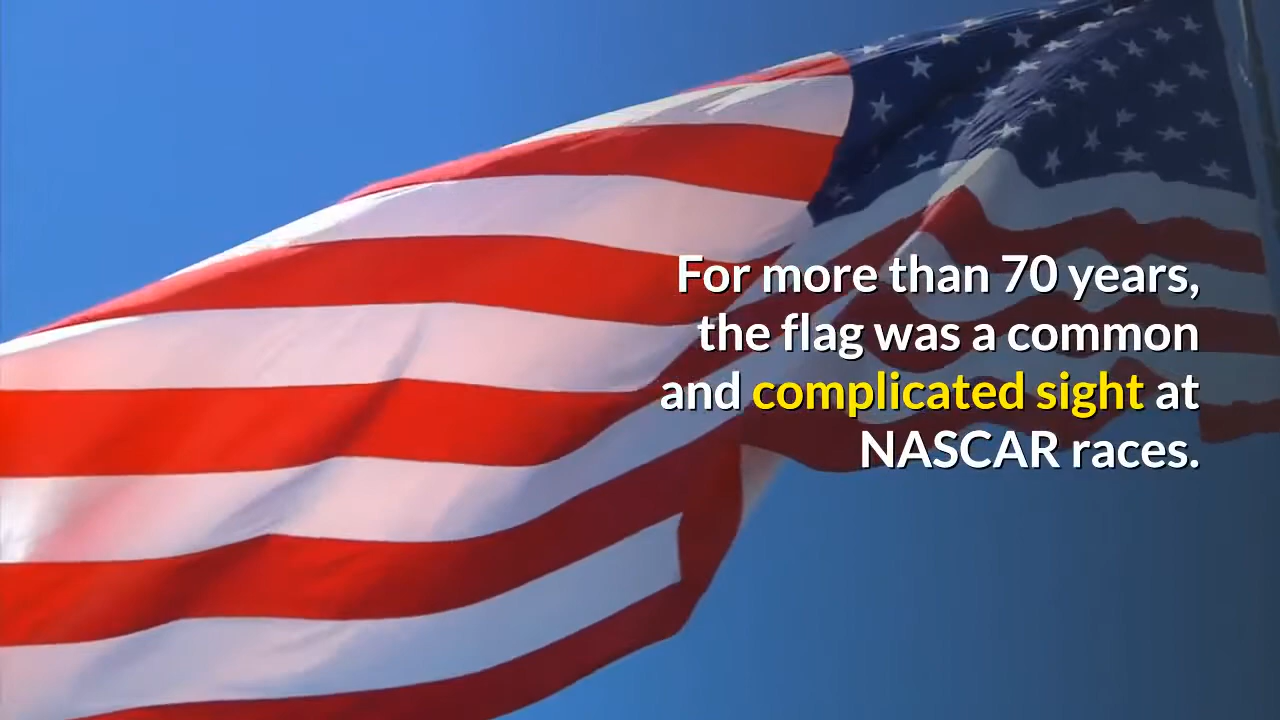 For more than 70 years,
the flag was a common
and complicated sight at
NASCAR races.